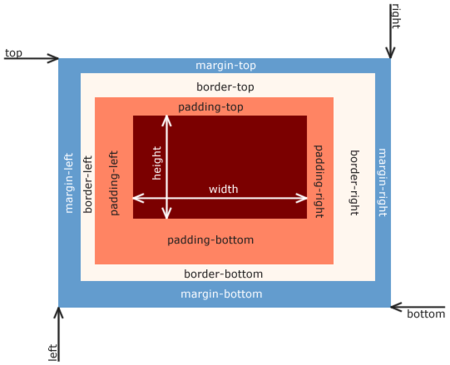 right
top
margin-top
border-top
padding-top
margin-left
border-left
padding-left
height
width
padding-right
border-right
margin-right
padding-bottom
border-bottom
margin-bottom
bottom
left